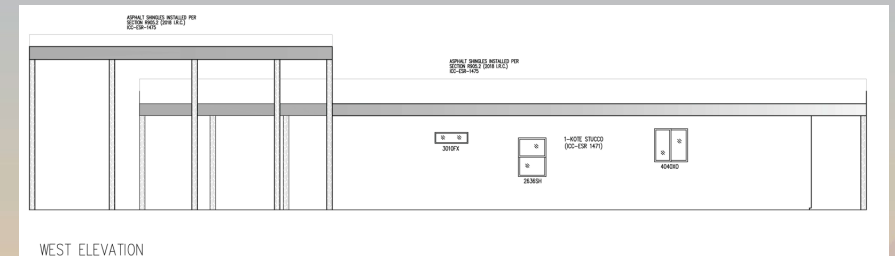 ASPHALT SHINGLES INSTALLED PER
SECTION R905.2 (2018 I.R.C.)
ICC-ESR-1475
ASPHALT SHINGLES INSTALLED PER
SECTION R905.2 (2018 I.R.C.)
ICC-ESR-1475
3010FX
2636SH
1-KOTE STUCCO
(ICC-ESR 1471)
4040XO
WEST ELEVATION